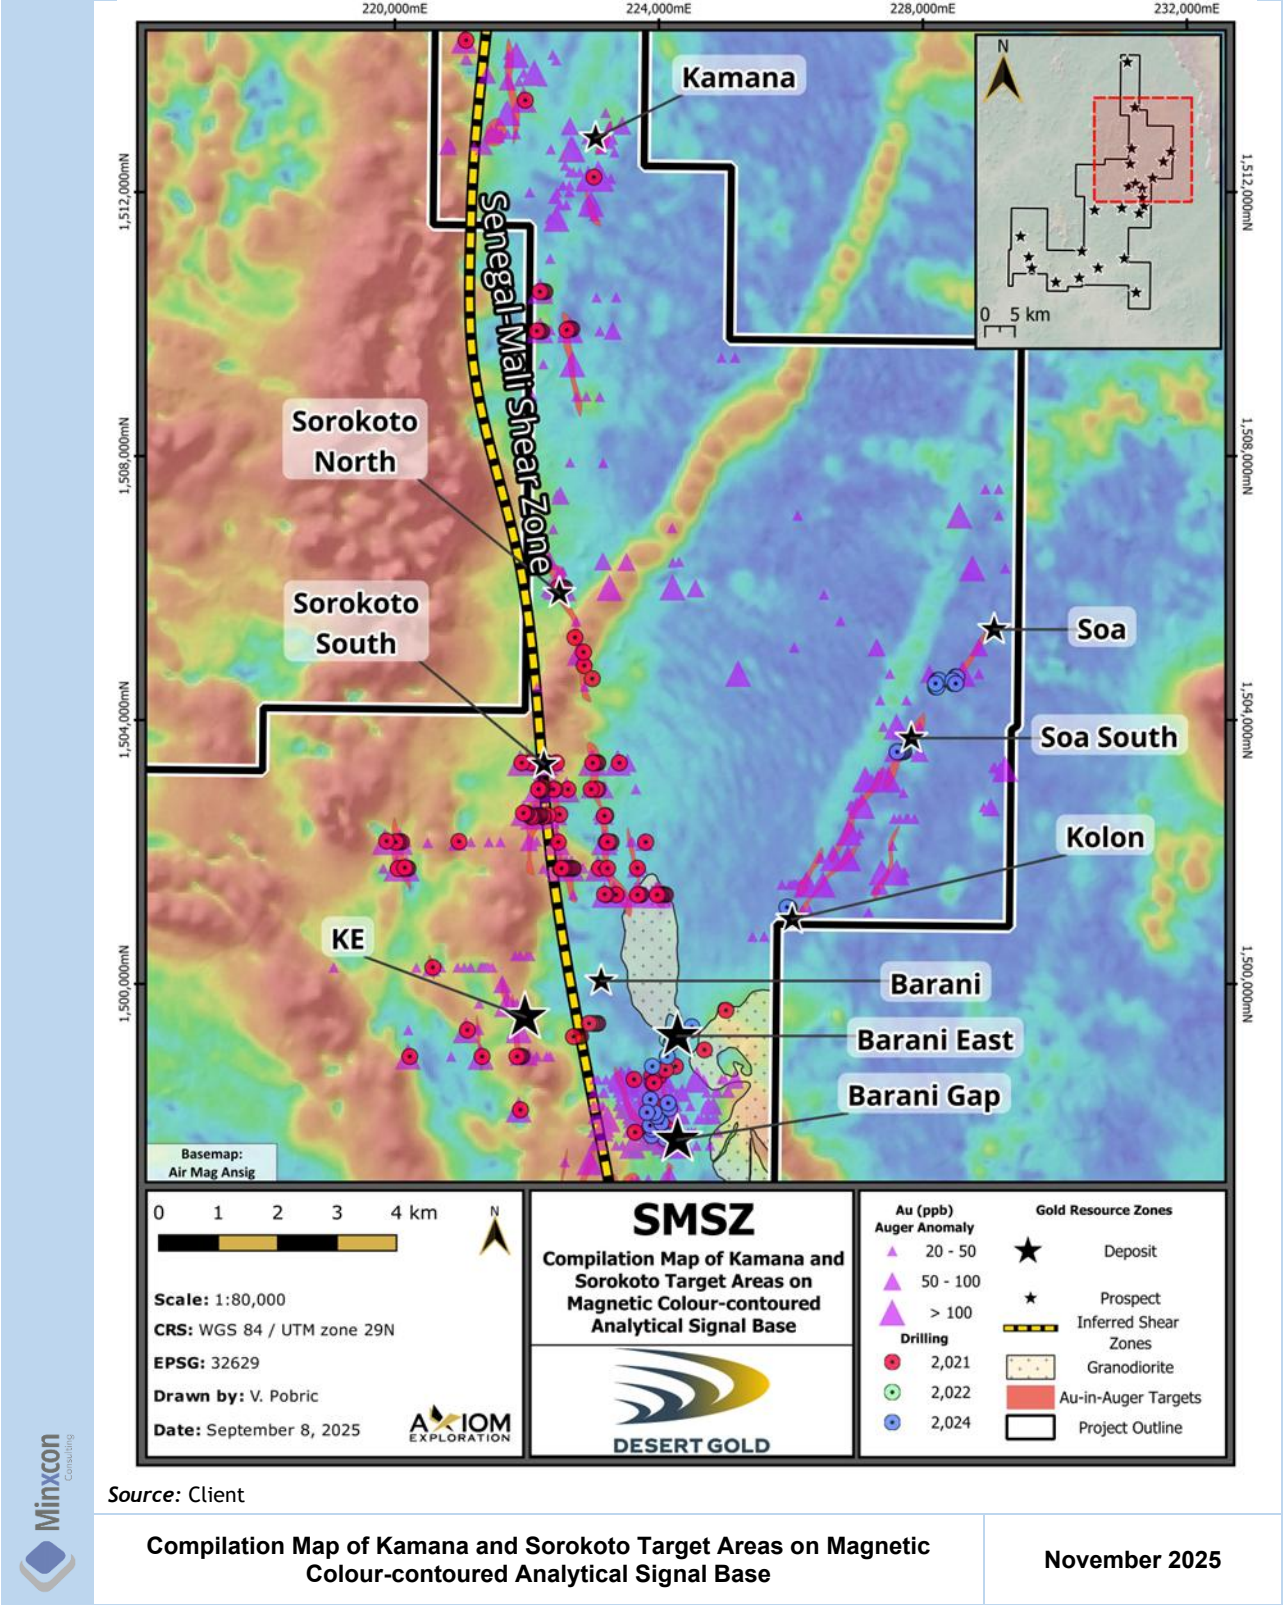 220,000mE
224,000mE
228,000mE
232,000mE
N
0 5 km
Kamana
1,512,000mN
1,512,000mN
Senegal-Mali Shear Zone
Sorokoto
North
1,508,000mN
1,508,000mN
Sorokoto
South
Soa
1,504,000mN
1,504,000mN
Soa South
Kolon
KE
1,500,000mN
1,500,000mN
Barani
Barani East
Barani Gap
Basemap:
Air Mag Ansig
0 1 2 3 4 km
N
Scale: 1:80,000
CRS: WGS 84 / UTM zone 29N
EPSG: 32629
Drawn by: V. Pobric
Date: September 8, 2025
AXIOM
EXPLORATION
SMSZ
Compilation Map of Kamana and
Sorokoto Target Areas on
Magnetic Colour-contoured
Analytical Signal Base
DESERT GOLD
Au (ppb)
Auger Anomaly
20 - 50
50 - 100
> 100
Drilling
2,021
2,022
2,024
Gold Resource Zones
Deposit
Prospect
Inferred Shear
Zones
Granodiorite
Au-in-Auger Targets
Project Outline
Minxcon
Consulting
Source: Client
Compilation Map of Kamana and Sorokoto Target Areas on Magnetic
Colour-contoured Analytical Signal Base
November 2025